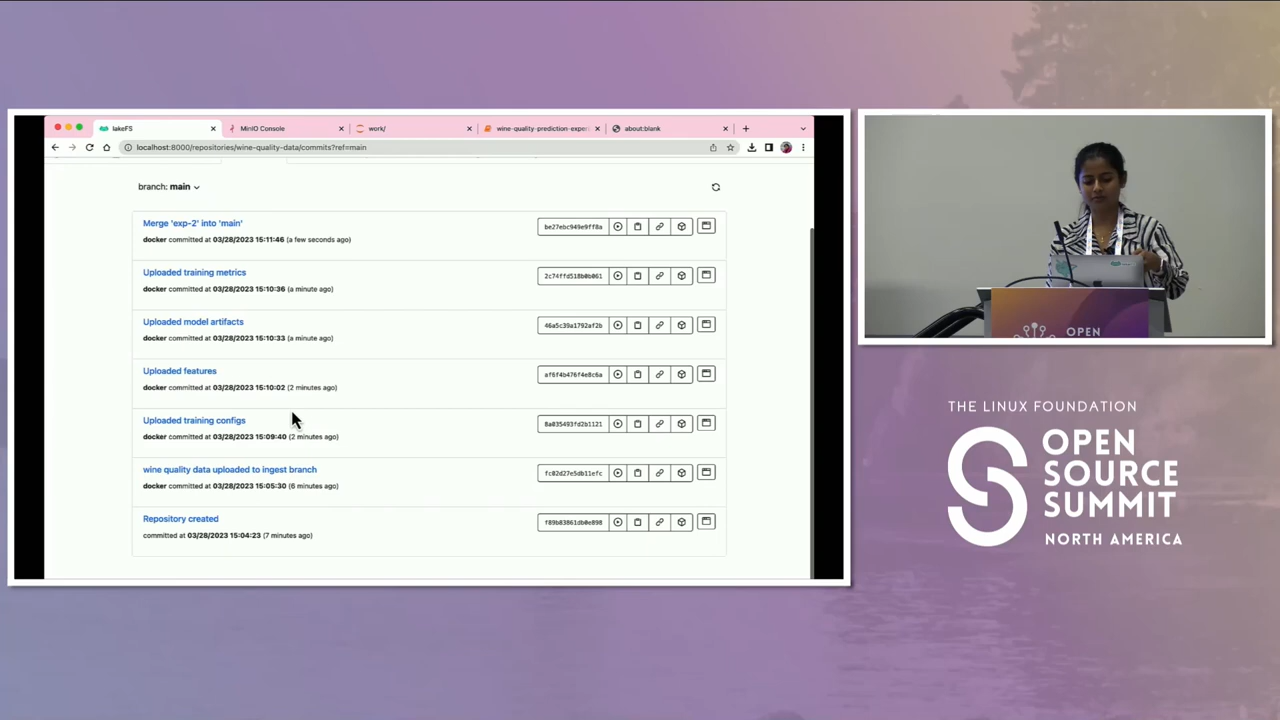 lakeFS
MinIO Console
work/
wine-quality-prediction-exper
about:blank
localhost:8000/repositories/wine-quality-data/commits?ref=main
branch: main
Merge 'exp-2' into 'main'
docker committed at 03/28/2023 15:11:46 (a few seconds ago)
be27ebc949e9ff8a
Uploaded training metrics
docker committed at 03/28/2023 15:10:36 (a minute ago)
2c74ffd518b0b061
Uploaded model artifacts
docker committed at 03/28/2023 15:10:33 (a minute ago)
46a5c39a1792af2b
Uploaded features
docker committed at 03/28/2023 15:10:02 (2 minutes ago)
af6f4b476f4e8c6a
Uploaded training configs
docker committed at 03/28/2023 15:09:40 (2 minutes ago)
8a035493fd2b1121
wine quality data uploaded to ingest branch
docker committed at 03/28/2023 15:05:30 (6 minutes ago)
fc02d27e5db11efc
Repository created
committed at 03/28/2023 15:04:23 (7 minutes ago)
f89b83861db0e898
OPEN
THE LINUX FOUNDATION
OPEN
SOURCE
SUMMIT
NORTH AMERICA